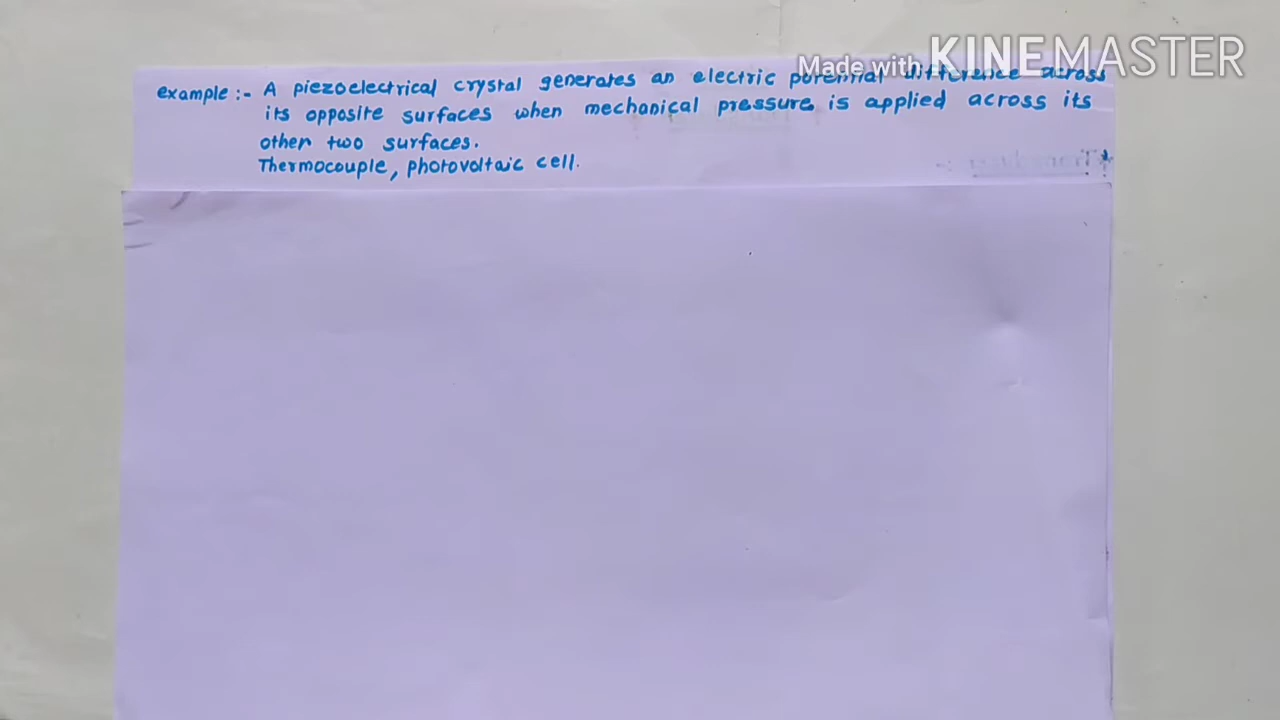 Made with KINEMASTER
example :- A piezoelectrical crystal generates an electric potential difference across
its opposite surfaces when mechanical pressure is applied across its
other two surfaces.
Thermocouple, photovoltaic cell.